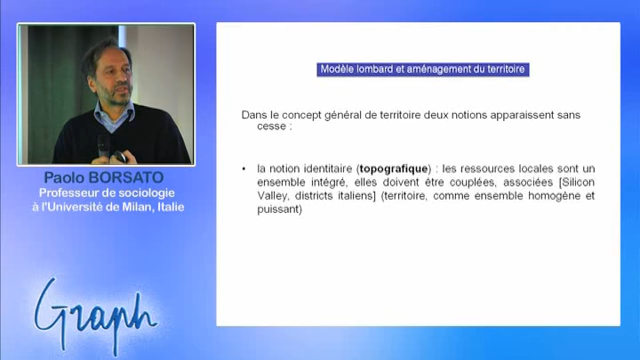 Modèle lombard et aménagement du territoire
Dans le concept général de territoire deux notions apparaissent sans
cesse :
• la notion identitaire (topografique) : les ressources locales sont un
ensemble intégré, elles doivent être couplées, associées [Silicon
Valley, districts italiens] (territoire, comme ensemble homogène et
puissant)
Paolo BORSATO
Professeur de sociologie
à l'Université de Milan, Italie
Graph